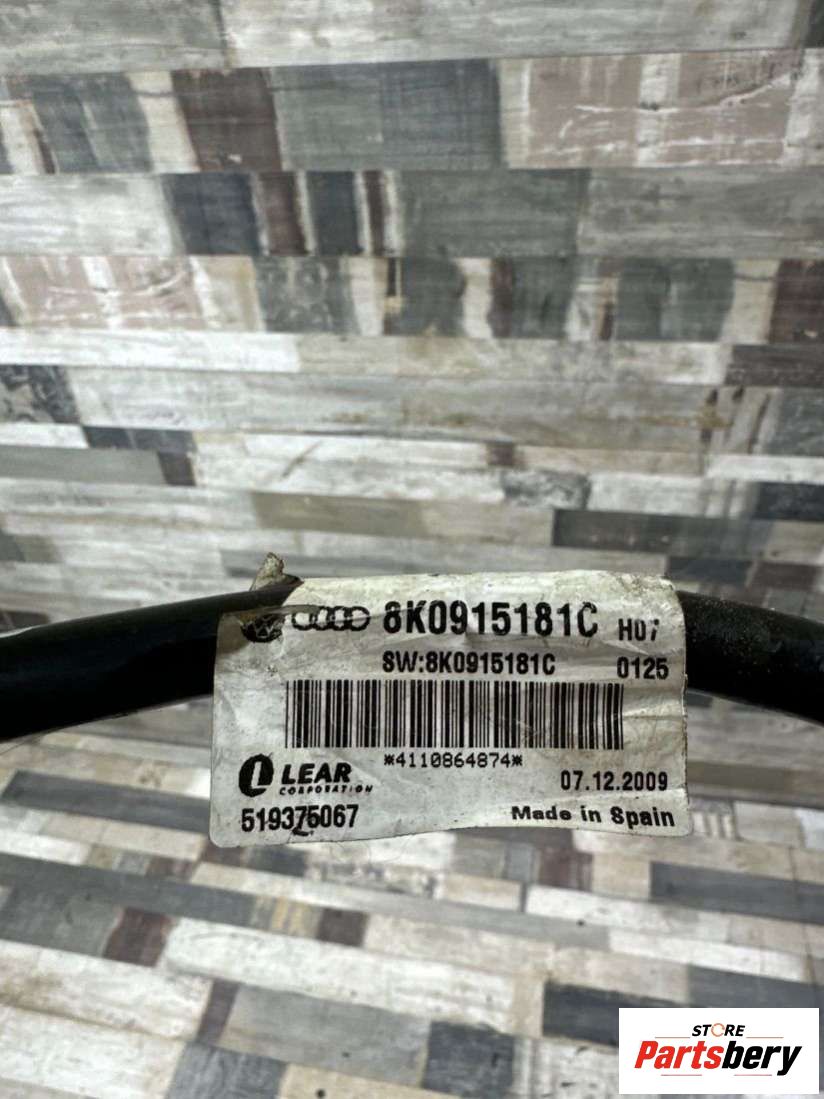 8K0915181C H07
SW:8K0915181C 0125
*4110864874*
LEAR
CORPORATION
07.12.2009
519375067
Made in Spain
STORE
Partsbery